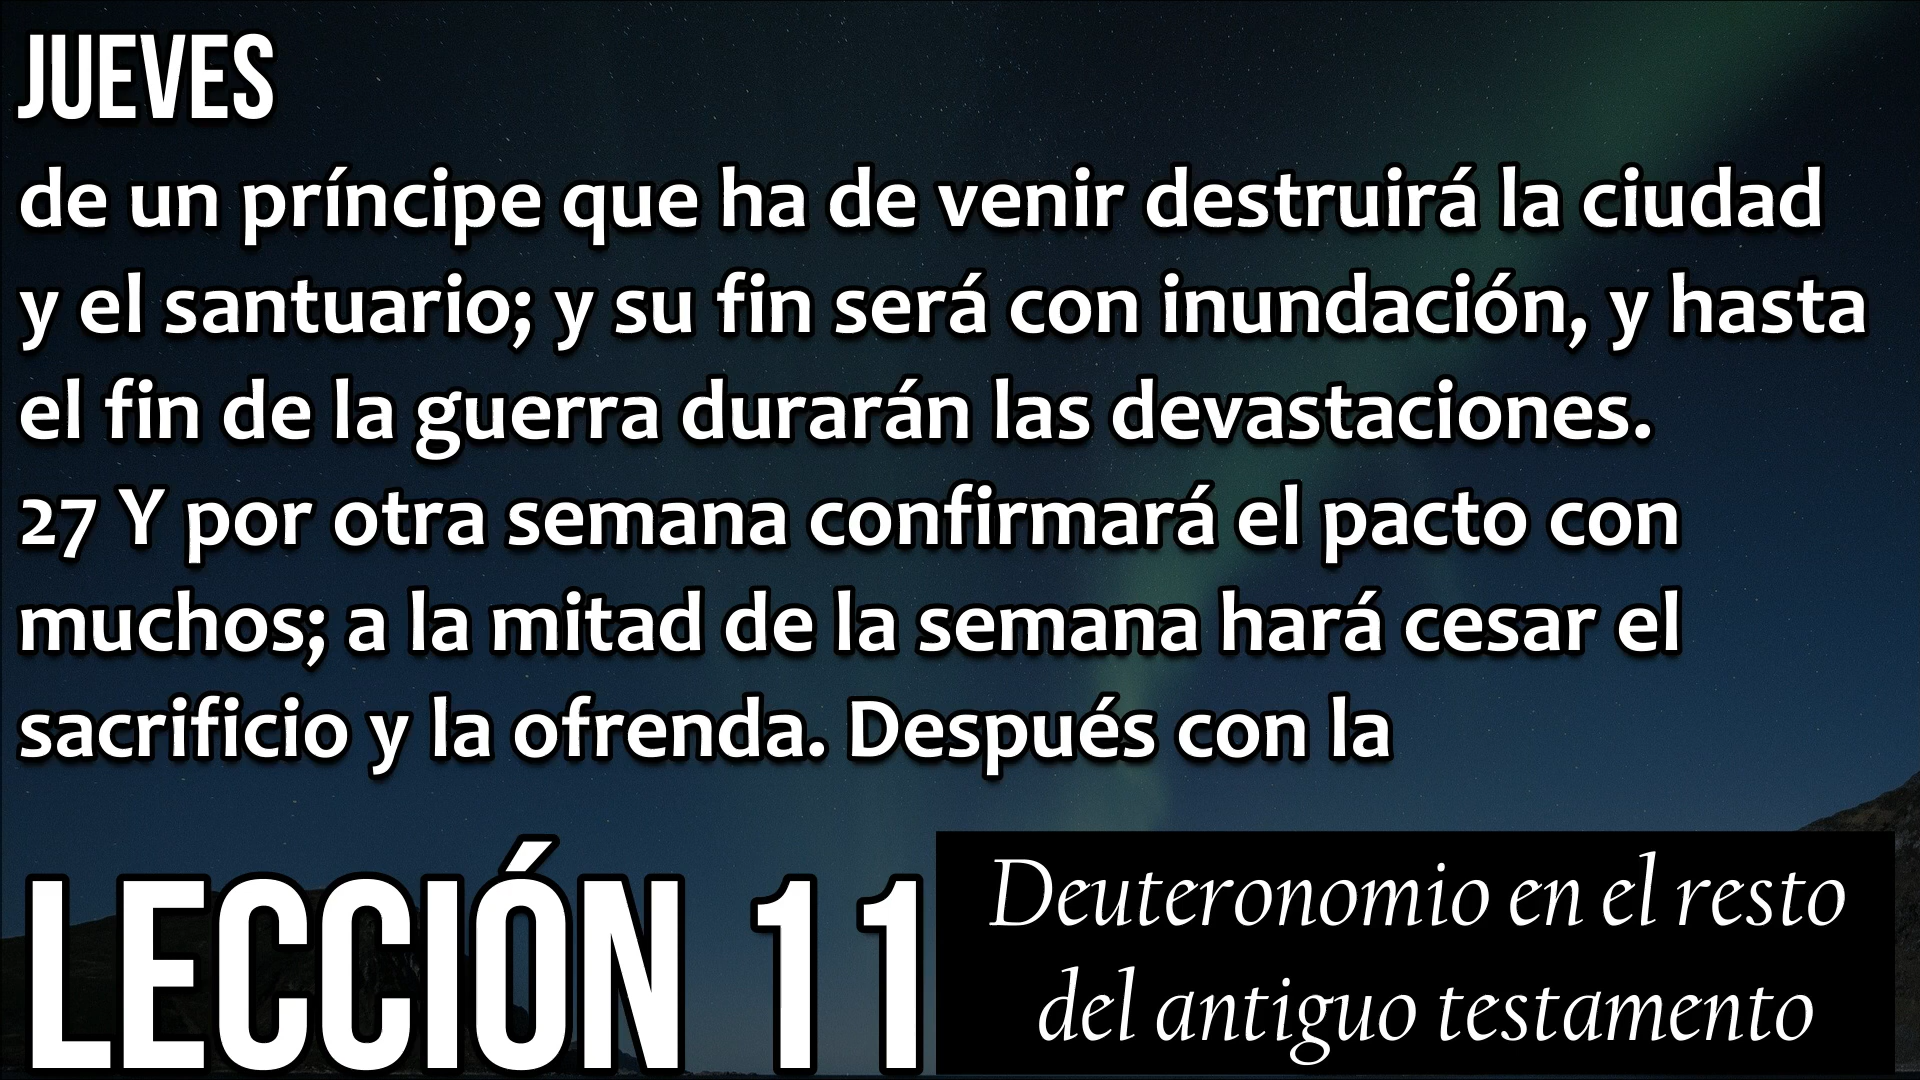 JUEVES
de un príncipe que ha de venir destruirá la ciudad
y el santuario; y su fin será con inundación, y hasta
el fin de la guerra durarán las devastaciones.
27 Y por otra semana confirmará el pacto con
muchos; a la mitad de la semana hará cesar el
sacrificio y la ofrenda. Después con la
LECCIÓN 11
Deuteronomio en el resto
del antiguo testamento